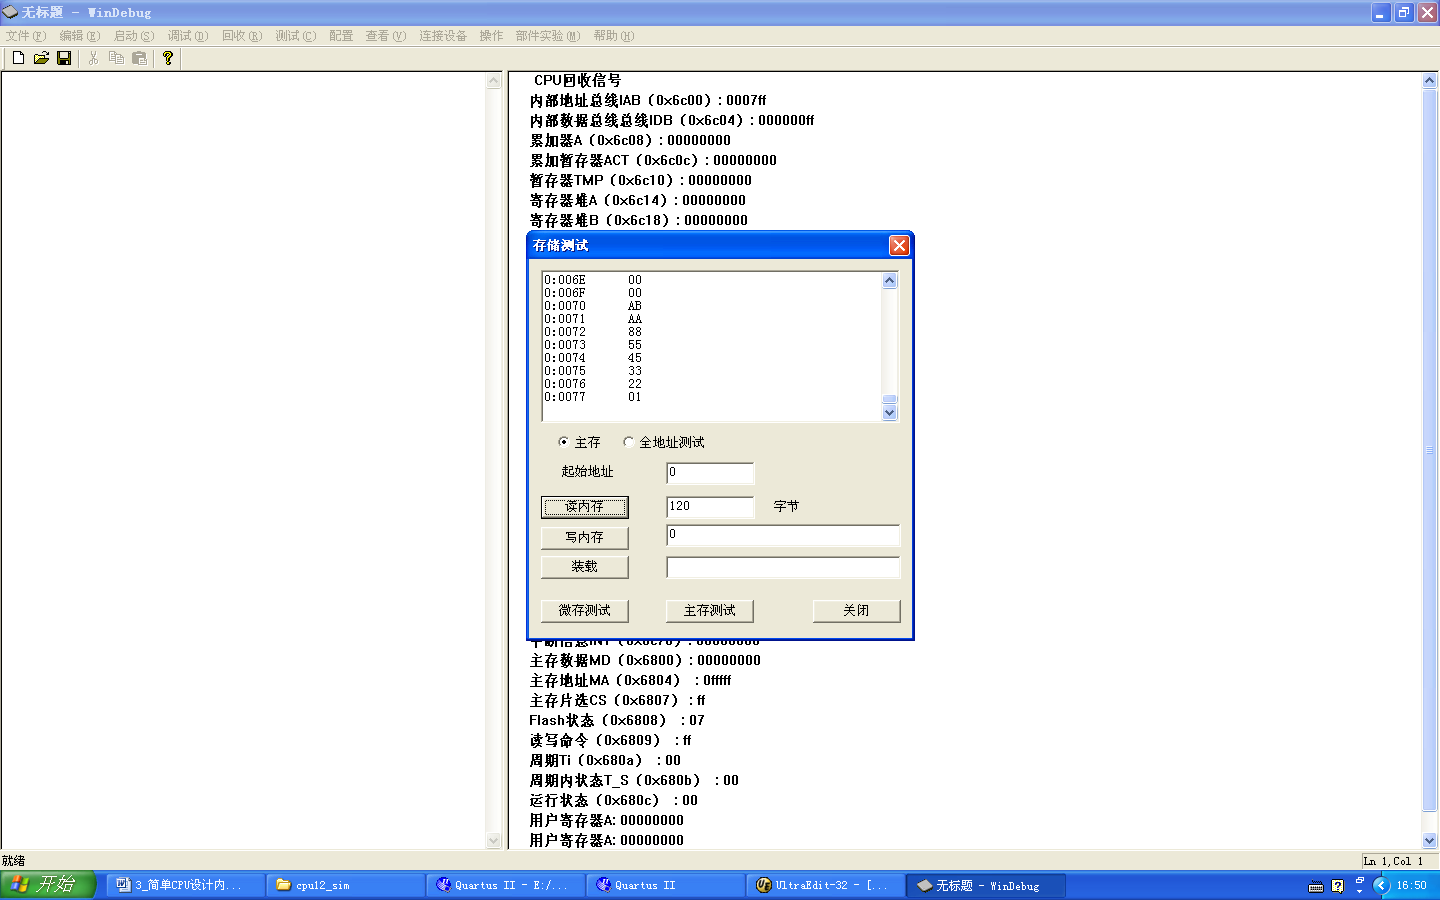 无标题 - WinDebug
文件(F) 编辑(E) 启动(S) 调试(D) 回收(R) 测试(C) 配置 查看(V) 连接设备 操作 部件实验(M) 帮助(H)
CPU回收信号
内部地址总线IAB（0x6c00）: 0007ff
内部数据总线总线IDB（0x6c04）: 000000ff
累加器A（0x6c08）: 00000000
累加暂存器ACT（0x6c0c）: 00000000
暂存器TMP（0x6c10）: 00000000
寄存器堆A（0x6c14）: 00000000
寄存器堆B（0x6c18）: 00000000
存储测试
0:006E 00
0:006F 00
0:0070 AB
0:0071 AA
0:0072 88
0:0073 55
0:0074 45
0:0075 33
0:0076 22
0:0077 01
主存 全地址测试
起始地址 0
读内存 120 字节
写内存 0
装载
微存测试 主存测试 关闭
主存数据MD（0x6800）: 00000000
主存地址MA（0x6804） : 0fffff
主存片选CS（0x6807） : ff
Flash状态（0x6808） : 07
读写命令（0x6809） : ff
周期Ti（0x680a） : 00
周期内状态T_S（0x680b） : 00
运行状态（0x680c） : 00
用户寄存器A: 00000000
用户寄存器A: 00000000
就绪
Ln 1,Col 1
开始 3_简单CPU设计内... cpu12_sim Quartus II - E:/... Quartus II UltraEdit-32 - [... 无标题 - WinDebug 16:50